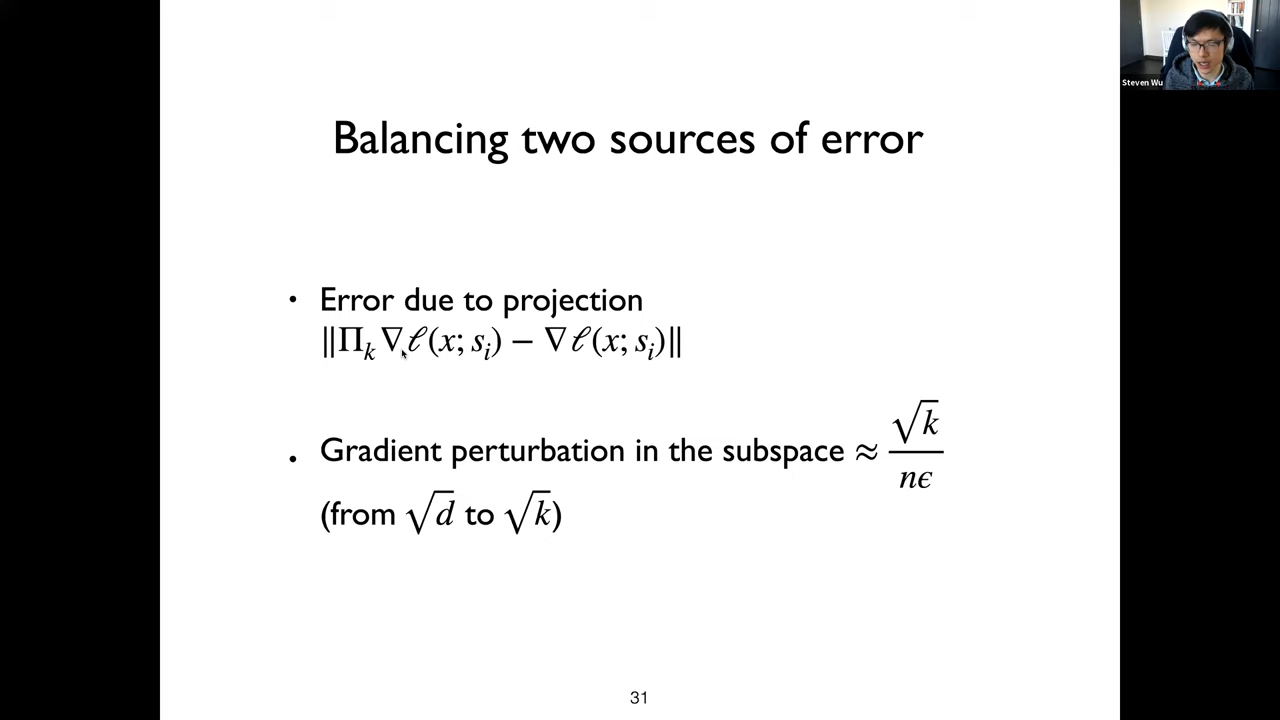 Steven Wu
Balancing two sources of error
• Error due to projection
‖Π_k ∇ℓ(x; s_i) − ∇ℓ(x; s_i)‖
• Gradient perturbation in the subspace ≈ √k / nϵ
(from √d to √k)
31